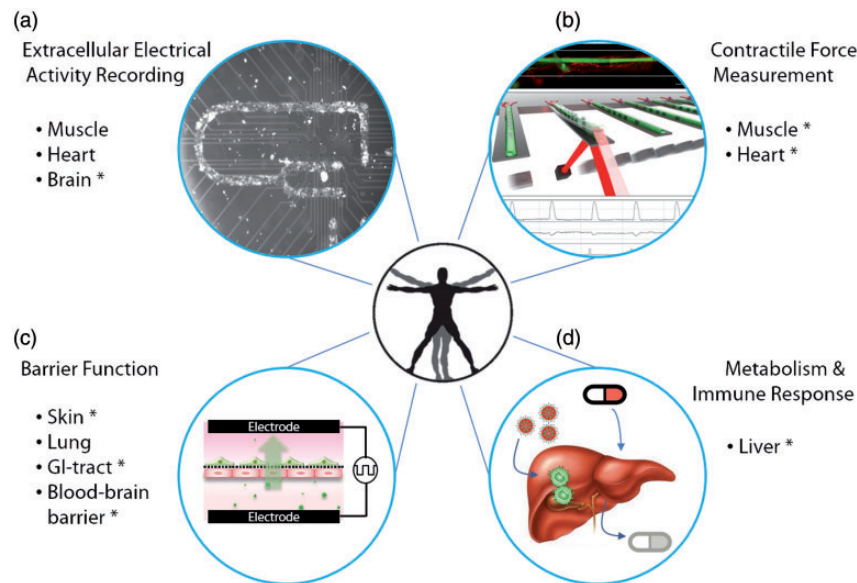 (a)
Extracellular Electrical
Activity Recording
• Muscle
• Heart
• Brain *
(b)
Contractile Force
Measurement
• Muscle *
• Heart *
(c)
Barrier Function
• Skin *
• Lung
• GI-tract *
• Blood-brain
barrier *
Electrode
Electrode
(d)
Metabolism &
Immune Response
• Liver *